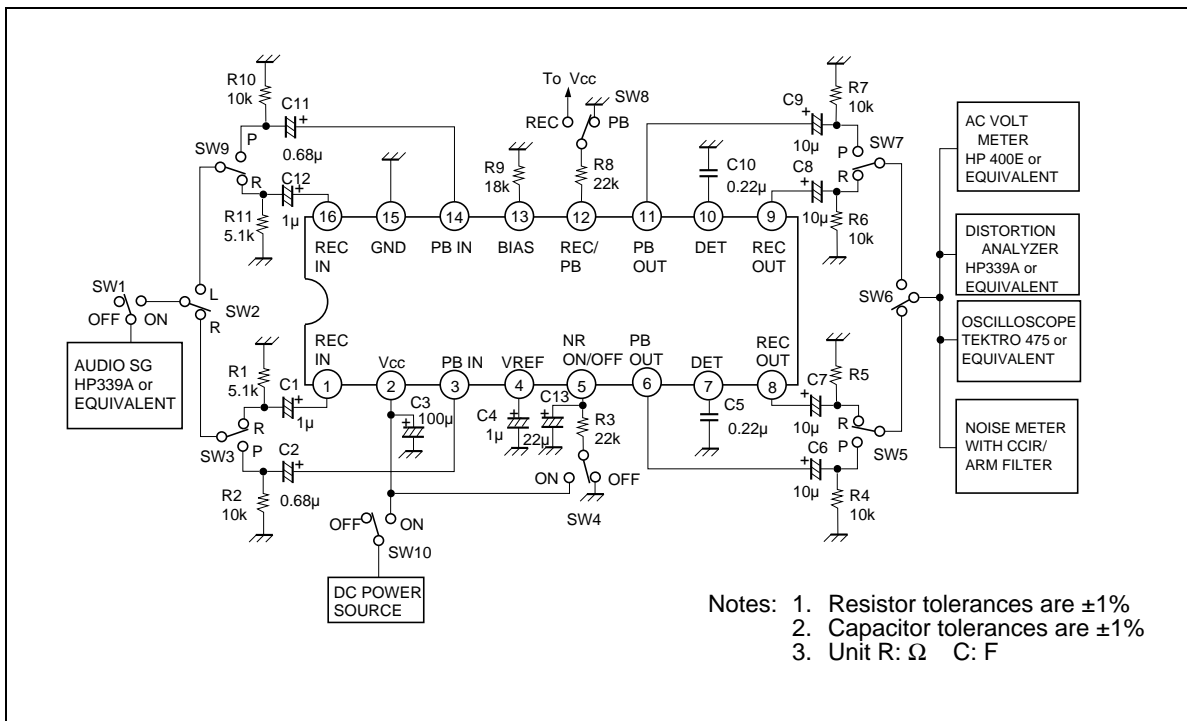 R10
10k
C11
+
0.68µ
To Vcc
SW8
REC
PB
R7
10k
C9
+
10µ
SW7
P
R
AC VOLT
METER
HP 400E or
EQUIVALENT
SW9
P
R
C12
+
1µ
R11
5.1k
R9
18k
R8
22k
C10
0.22µ
C8
+
10µ
R6
10k
16
15
14
13
12
11
10
9
REC
IN
GND
PB IN
BIAS
REC/
PB
PB
OUT
DET
REC
OUT
DISTORTION
ANALYZER
HP339A or
EQUIVALENT
SW1
OFF
ON
L
R
SW2
SW6
OSCILLOSCOPE
TEKTRO 475 or
EQUIVALENT
AUDIO SG
HP339A or
EQUIVALENT
REC
IN
Vcc
PB IN
VREF
NR
ON/OFF
PB
OUT
DET
REC
OUT
1
2
3
4
5
6
7
8
R1
5.1k
C1
+
1µ
C3
100µ
+
C4
1µ
+
C13
22µ
+
R3
22k
C5
0.22µ
C7
+
10µ
R5
R
P
SW5
NOISE METER
WITH CCIR/
ARM FILTER
SW3
R
P
C2
+
0.68µ
R2
10k
C6
+
10µ
R4
10k
ON
OFF
SW4
OFF
ON
SW10
DC POWER
SOURCE
Notes: 1. Resistor tolerances are ±1%
2. Capacitor tolerances are ±1%
3. Unit R: Ω C: F